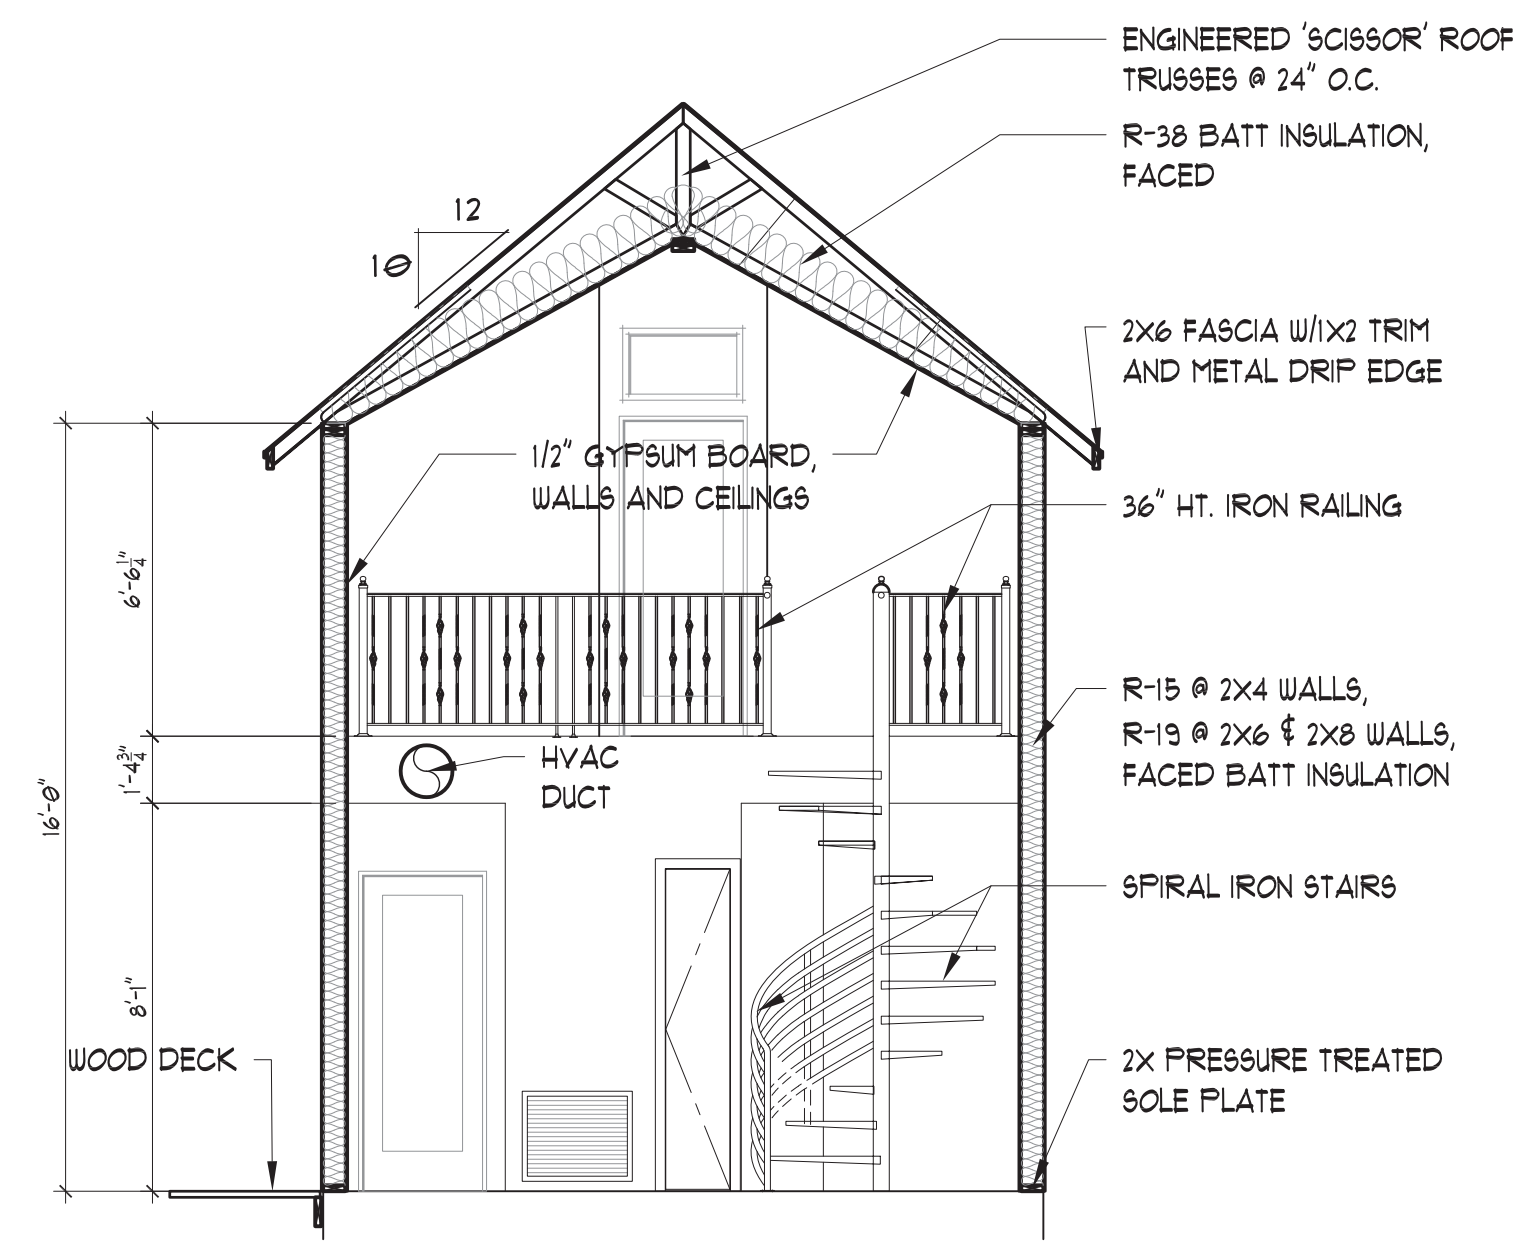 ENGINEERED 'SCISSOR' ROOF
TRUSSES @ 24" O.C.
R-38 BATT INSULATION,
FACED
12
10
2X6 FASCIA W/1X2 TRIM
AND METAL DRIP EDGE
1/2" GYPSUM BOARD,
WALLS AND CEILINGS
36" HT. IRON RAILING
6'-6 1/4"
R-15 @ 2X4 WALLS,
R-19 @ 2X6 & 2X8 WALLS,
FACED BATT INSULATION
HVAC
DUCT
1'-4 3/4"
16'-0"
SPIRAL IRON STAIRS
8'-1"
WOOD DECK
2X PRESSURE TREATED
SOLE PLATE